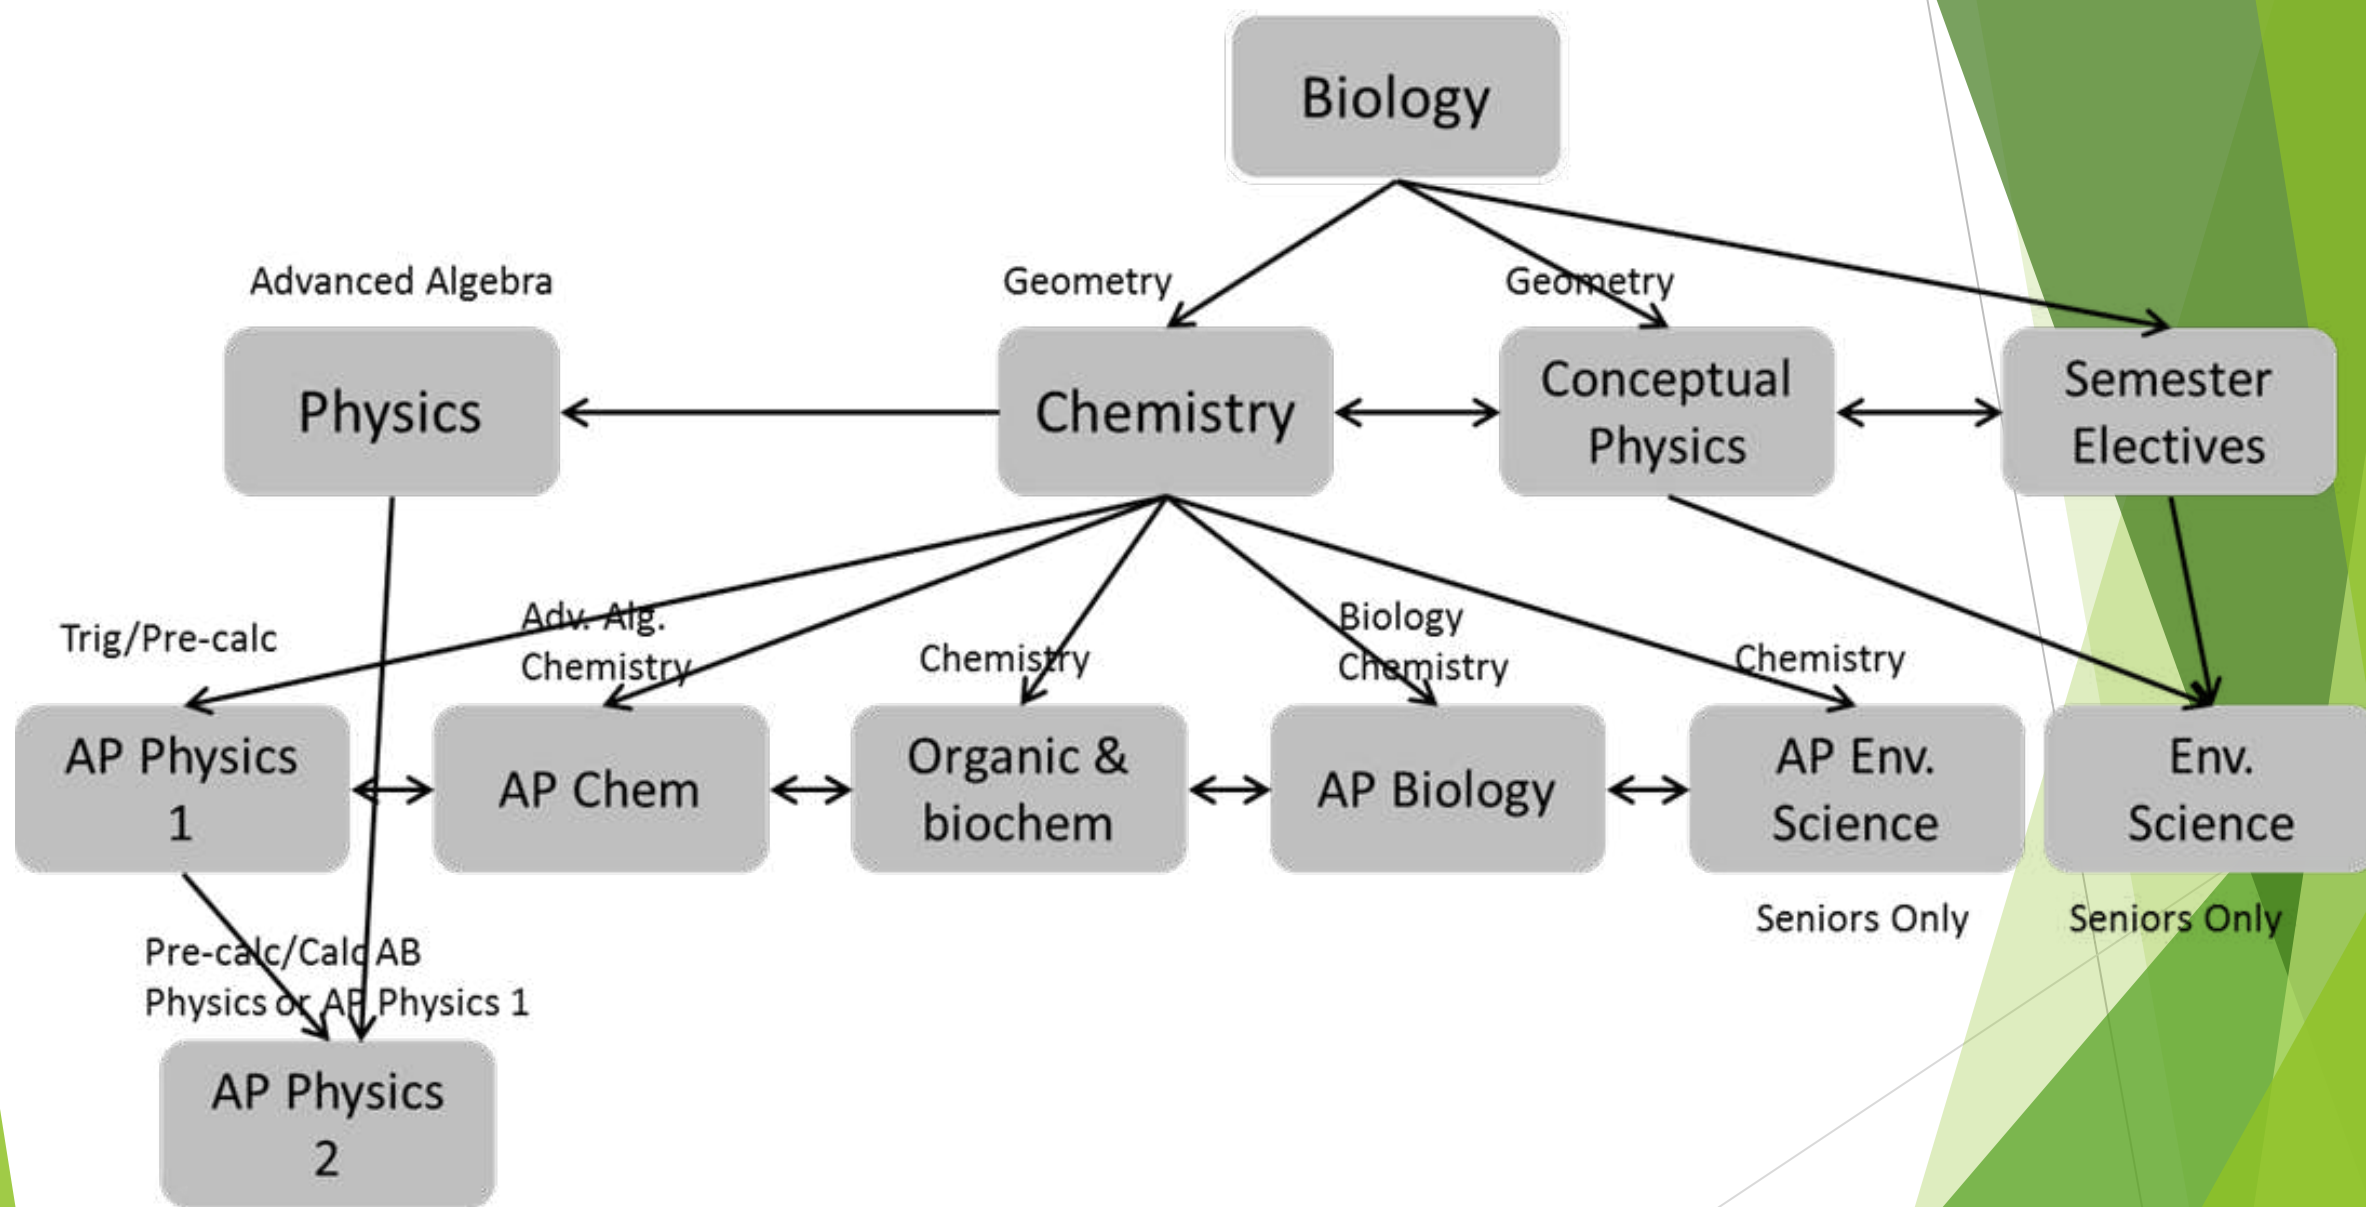 Biology
Advanced Algebra
Geometry
Geometry
Physics
Chemistry
Conceptual
Physics
Semester
Electives
Trig/Pre-calc
Adv. Alg.
Chemistry
Chemistry
Biology
Chemistry
Chemistry
AP Physics
1
AP Chem
Organic &
biochem
AP Biology
AP Env.
Science
Env.
Science
Seniors Only
Seniors Only
Pre-calc/Calc AB
Physics or AP Physics 1
AP Physics
2